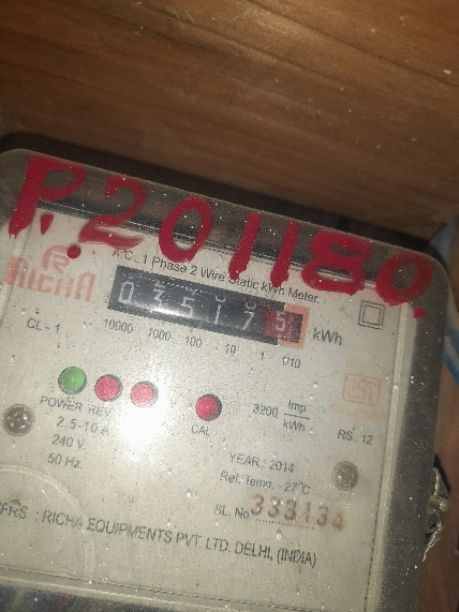 P.201180.
R
RICHA
A.C. 1 Phase 2 Wire Static kWh Meter
03517 5 kWh
CL-1
10000 1000 100 10 1 1/10
POWER REV
CAL
3200 imp/kWh
2.5-10 A
240 V.
50 Hz.
RS. 12
YEAR : 2014
Ref. Temp. - 27°C
SL. No. 333134
MFRS : RICHA EQUIPMENTS PVT. LTD. DELHI, (INDIA)